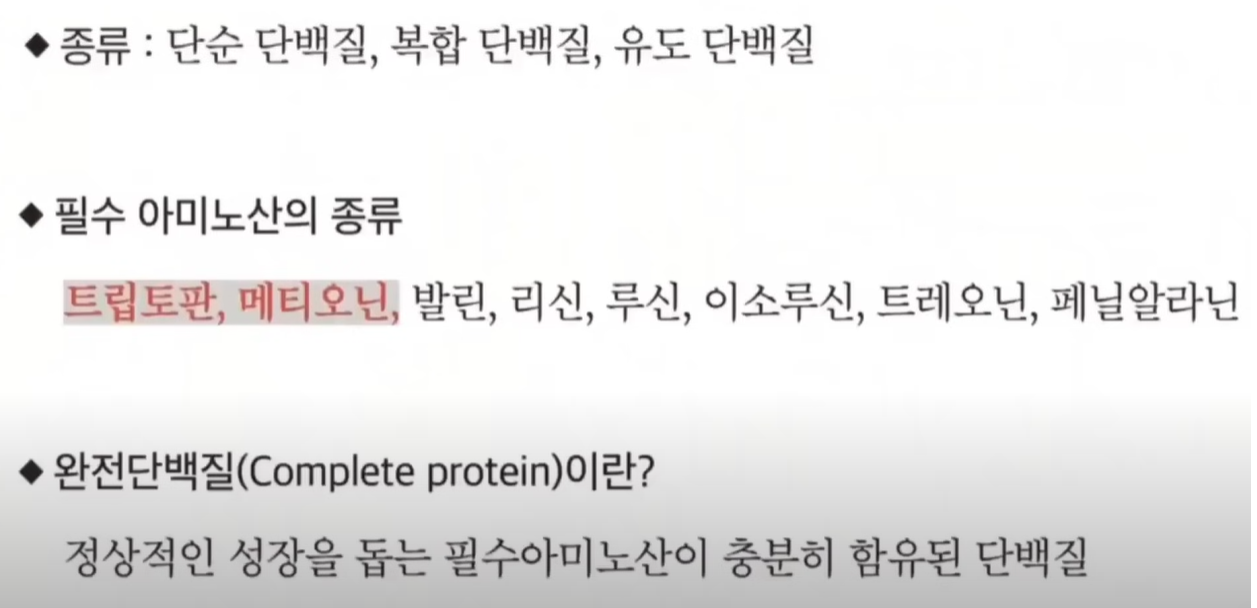 ◆ 종류 : 단순 단백질, 복합 단백질, 유도 단백질
◆ 필수 아미노산의 종류
트립토판, 메티오닌, 발린, 리신, 루신, 이소루신, 트레오닌, 페닐알라닌
◆ 완전단백질(Complete protein)이란?
정상적인 성장을 돕는 필수아미노산이 충분히 함유된 단백질